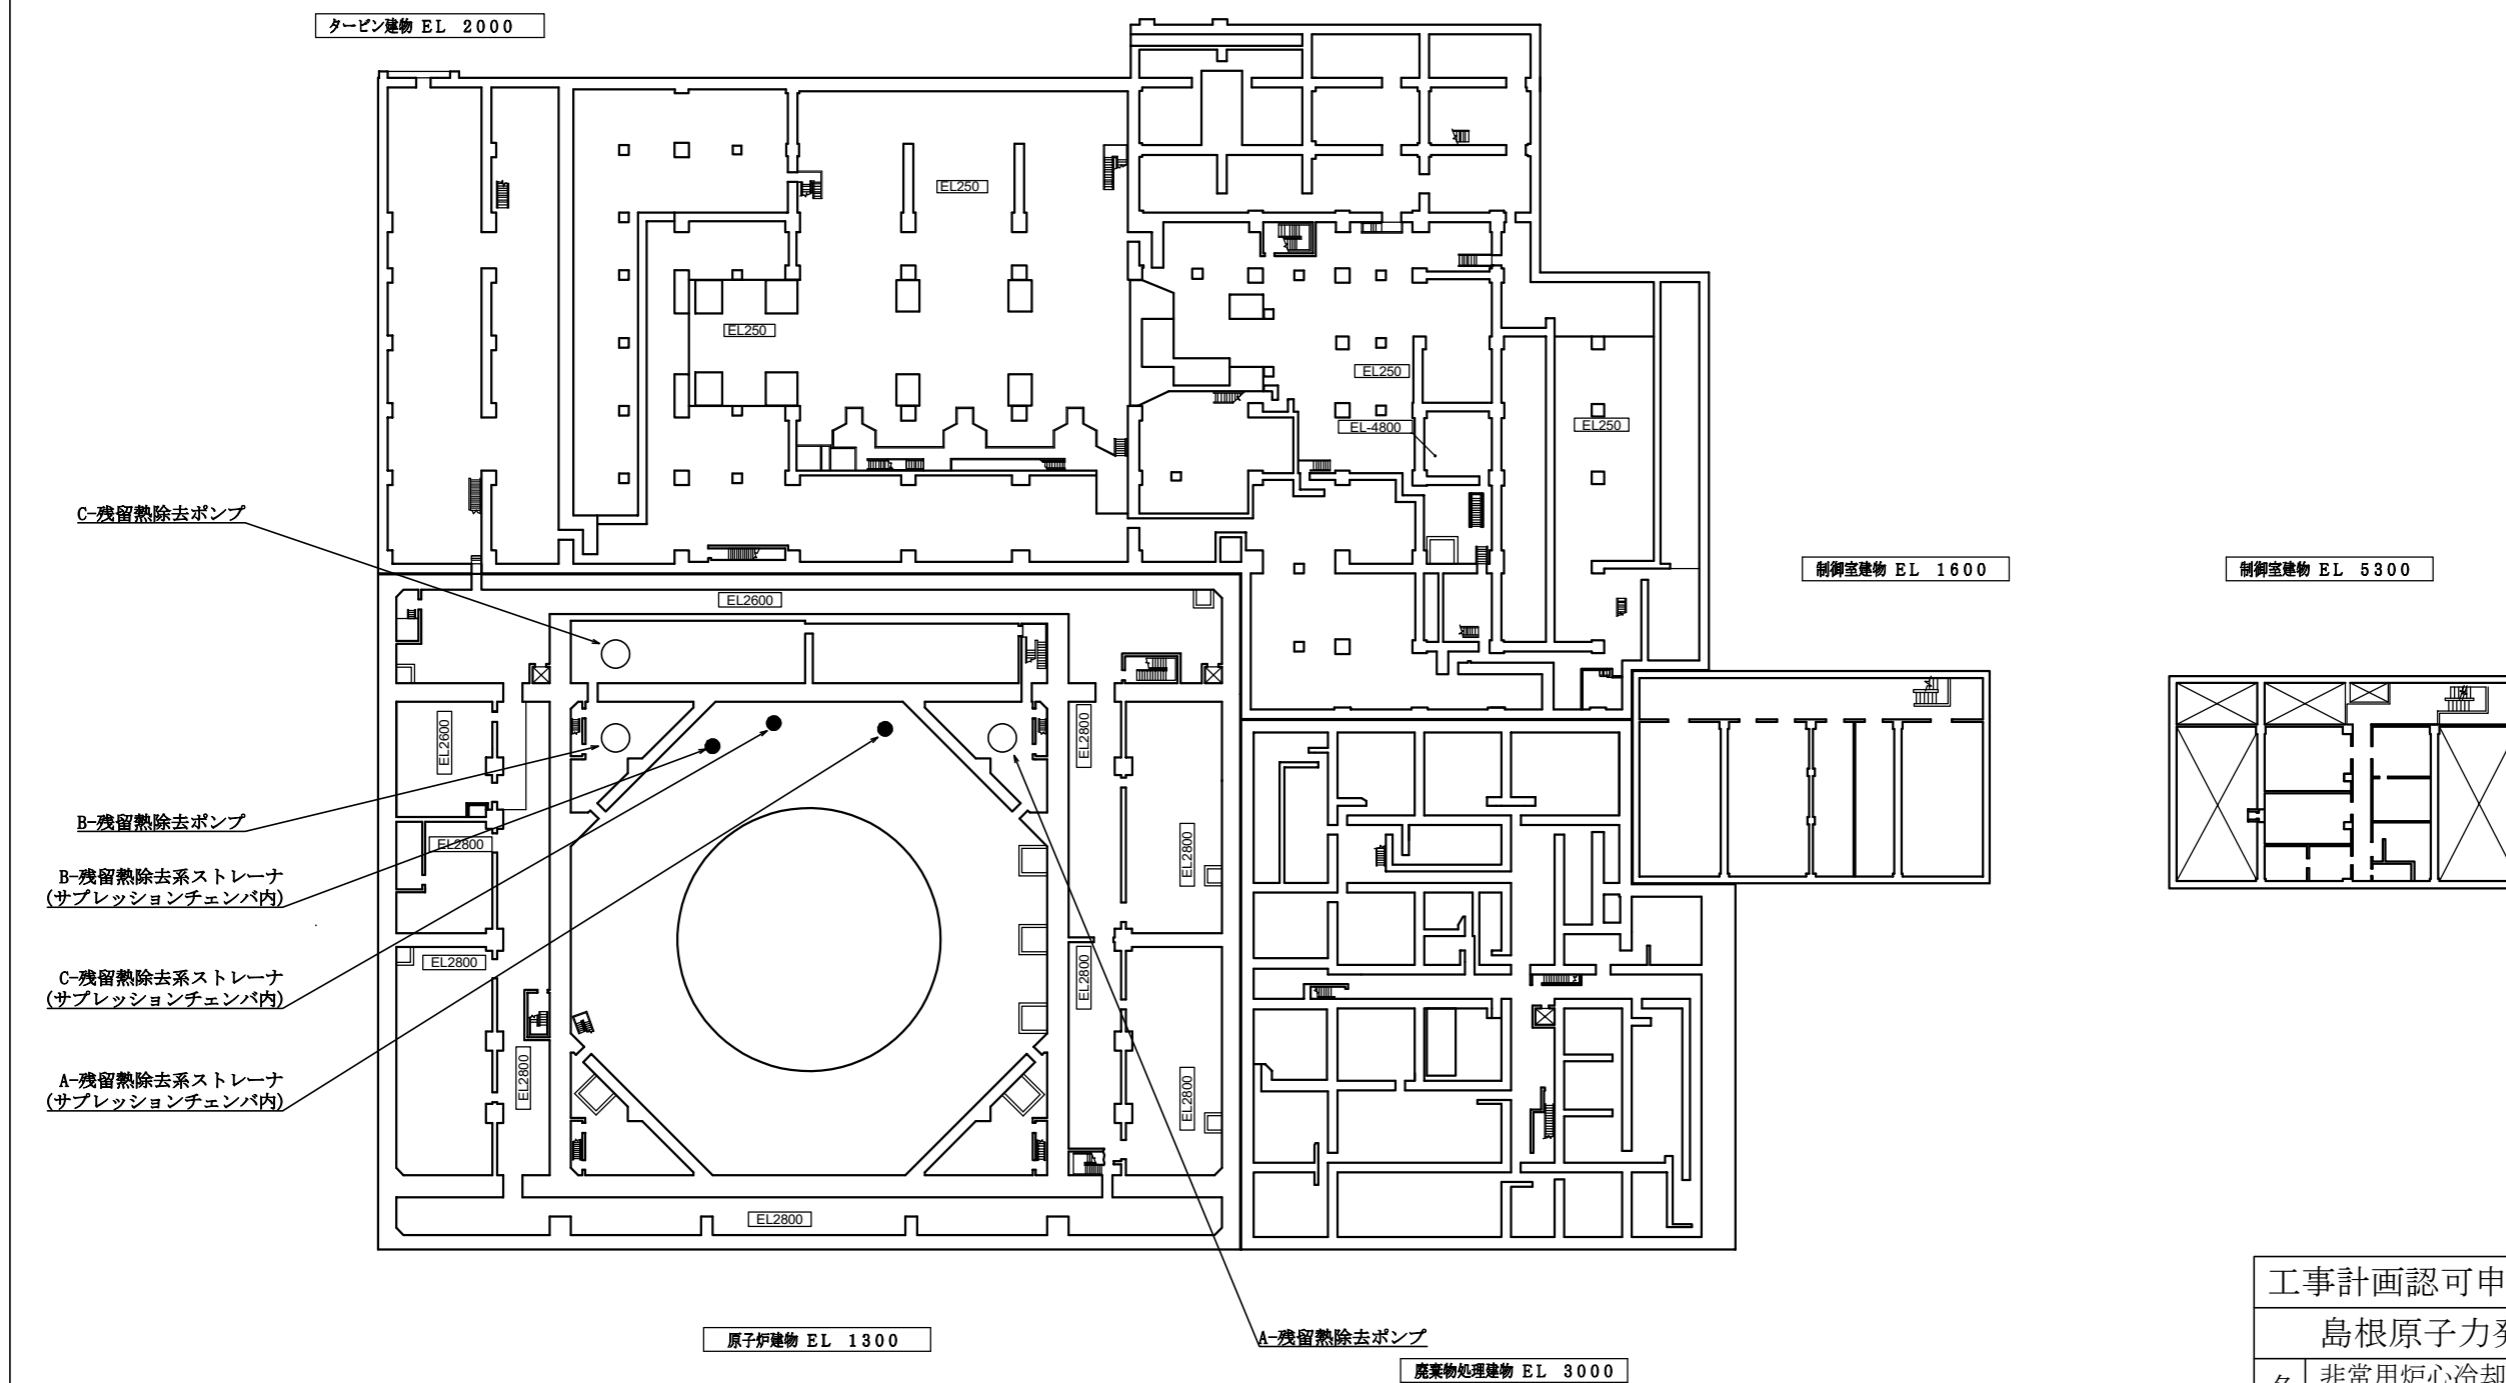 タービン建物 EL 2000
EL250
EL250
EL250
EL-4800
EL250
C-残留熱除去ポンプ
制御室建物 EL 1600
制御室建物 EL 5300
EL2600
EL2600
EL2800
B-残留熱除去ポンプ
EL2800
EL2800
B-残留熱除去系ストレーナ
(サプレッションチェンバ内)
EL2800
EL2800
C-残留熱除去系ストレーナ
(サプレッションチェンバ内)
EL2800
EL2800
A-残留熱除去系ストレーナ
(サプレッションチェンバ内)
EL2800
工事計画認可申
島根原子力発
非常用炉心冷却
原子炉建物 EL 1300
A-残留熱除去ポンプ
廃棄物処理建物 EL 3000